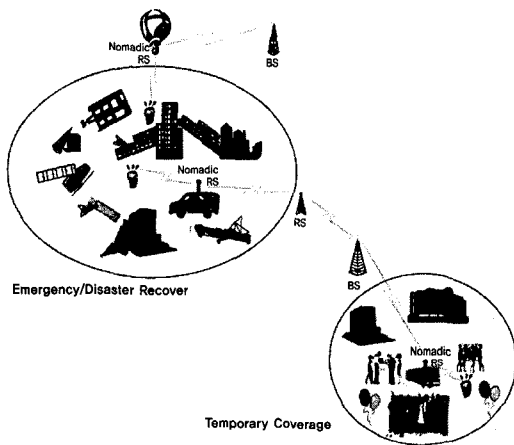 Nomadic
RS
BS
Nomadic
RS
RS
BS
Emergency/Disaster Recover
Nomadic
RS
Temporary Coverage